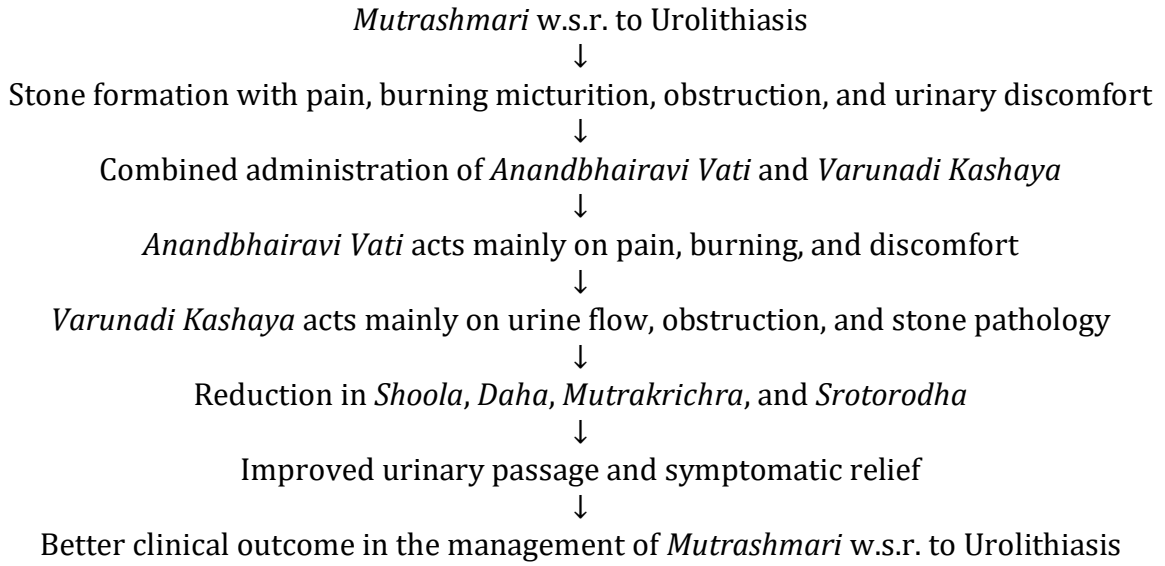 Mutrashmari w.s.r. to Urolithiasis
↓
Stone formation with pain, burning micturition, obstruction, and urinary discomfort
↓
Combined administration of Anandbhairavi Vati and Varunadi Kashaya
↓
Anandbhairavi Vati acts mainly on pain, burning, and discomfort
↓
Varunadi Kashaya acts mainly on urine flow, obstruction, and stone pathology
↓
Reduction in Shoola, Daha, Mutrakrichra, and Srotorodha
↓
Improved urinary passage and symptomatic relief
↓
Better clinical outcome in the management of Mutrashmari w.s.r. to Urolithiasis